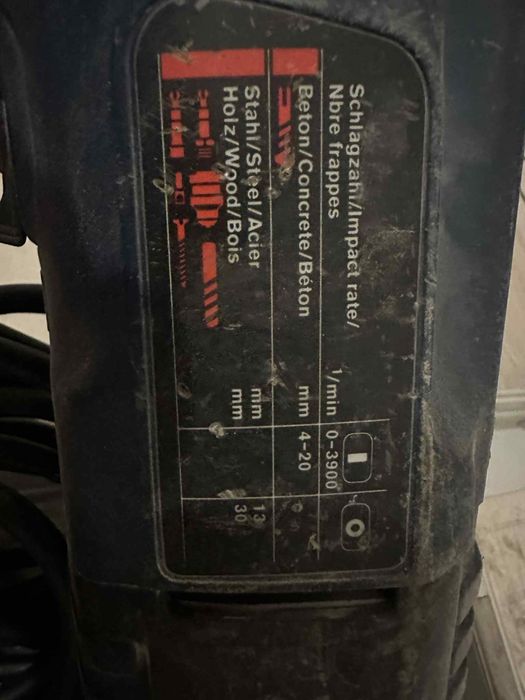 Schlagzahl/Impact rate/
Nbre frappes 1/min 0-3900
Beton/Concrete/Béton mm 4-20
Stahl/Steel/Acier mm 13
Holz/Wood/Bois mm 30